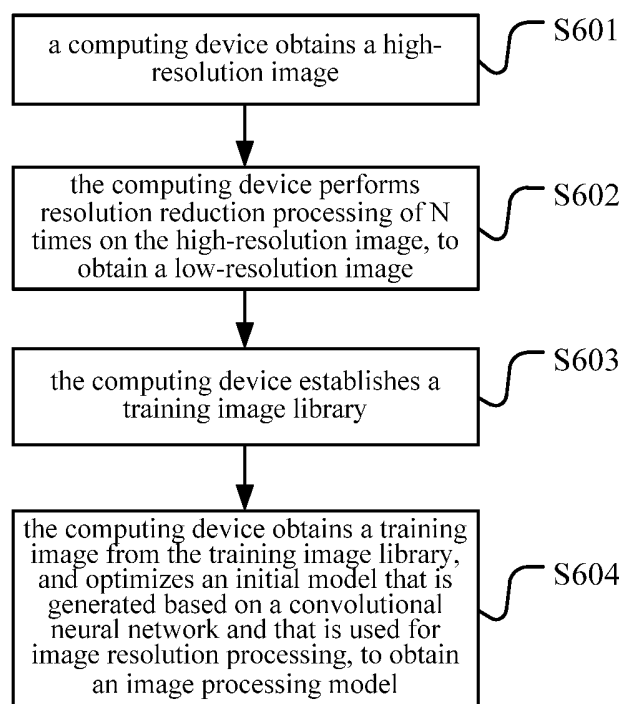 a computing device obtains a high-
resolution image
S601
the computing device performs
resolution reduction processing of N
times on the high-resolution image, to
obtain a low-resolution image
S602
the computing device establishes a
training image library
S603
the computing device obtains a training
image from the training image library,
and optimizes an initial model that is
generated based on a convolutional
neural network and that is used for
image resolution processing, to obtain
an image processing model
S604